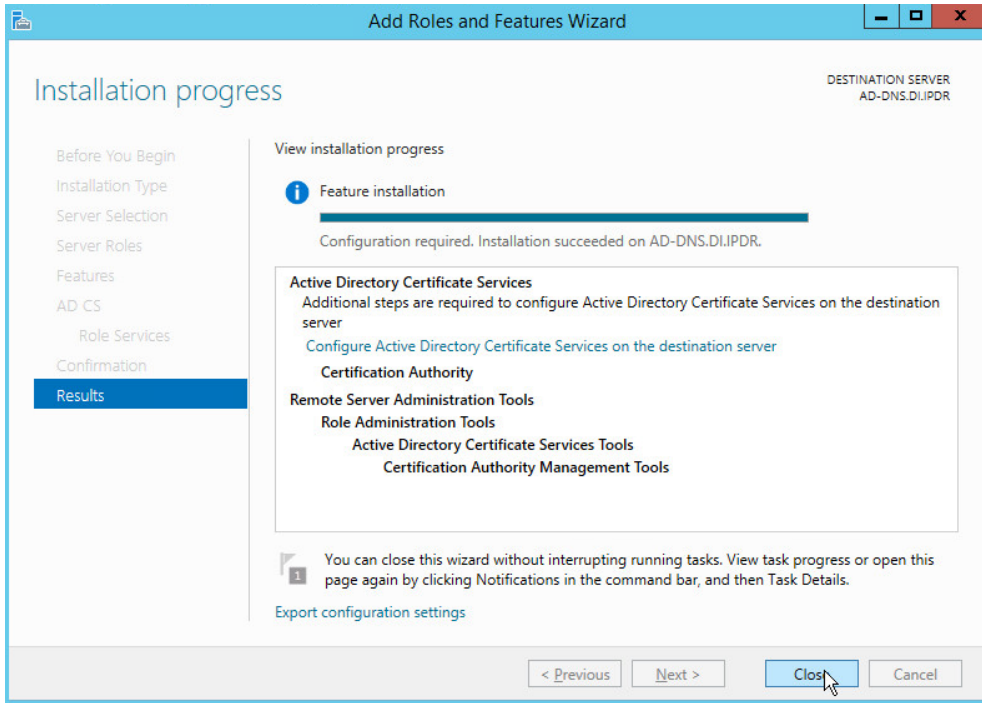 Add Roles and Features Wizard
Installation progress
DESTINATION SERVER
AD-DNS.DI.IPDR
Before You Begin
Installation Type
Server Selection
Server Roles
Features
AD CS
Role Services
Confirmation
Results
View installation progress
Feature installation
Configuration required. Installation succeeded on AD-DNS.DI.IPDR.
Active Directory Certificate Services
Additional steps are required to configure Active Directory Certificate Services on the destination
server
Configure Active Directory Certificate Services on the destination server
Certification Authority
Remote Server Administration Tools
Role Administration Tools
Active Directory Certificate Services Tools
Certification Authority Management Tools
1
You can close this wizard without interrupting running tasks. View task progress or open this
page again by clicking Notifications in the command bar, and then Task Details.
Export configuration settings
< Previous
Next >
Close
Cancel